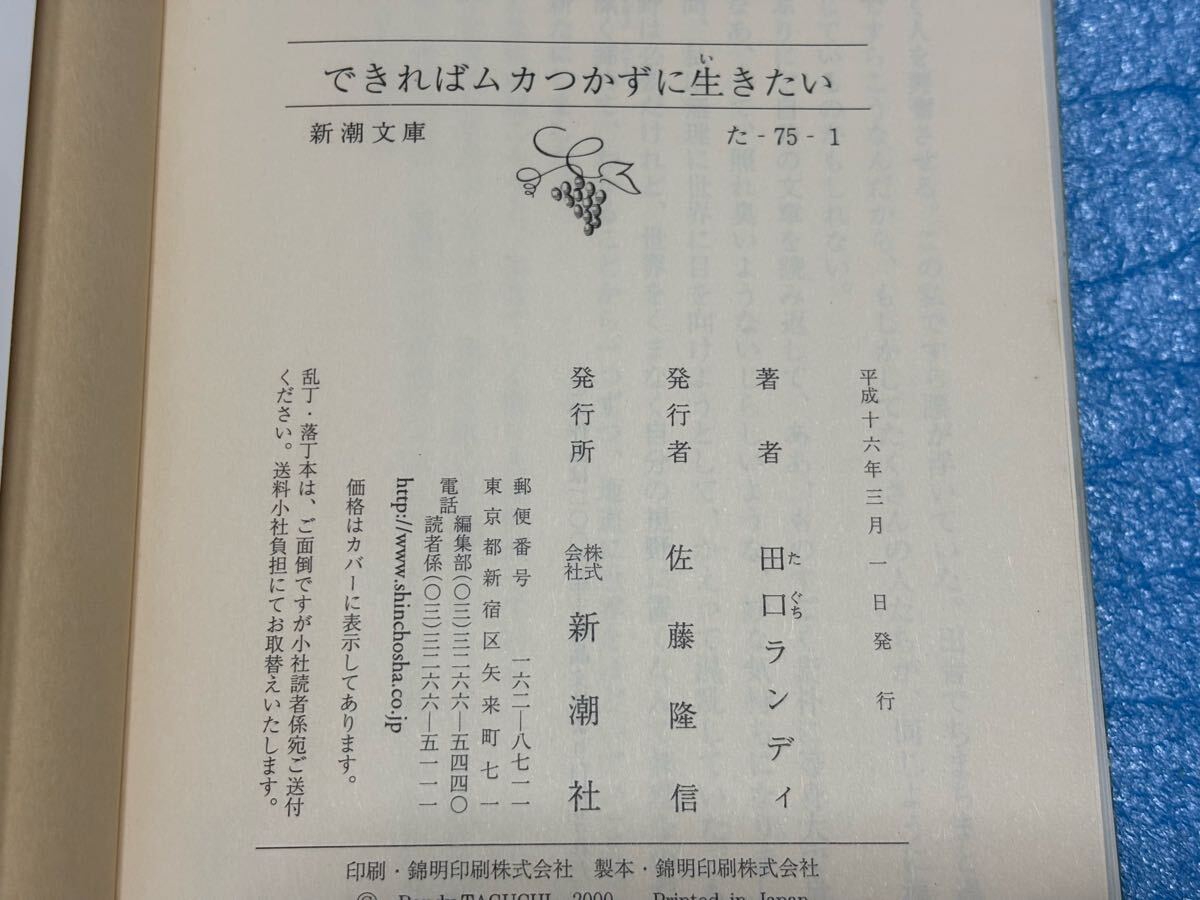 できればムカつかずに生きたい
新潮文庫 た-75-1
平成十六年三月一日発行
著者 田口ランディ
発行者 佐藤隆信
発行所 株式会社 新潮社
郵便番号 一六二―八七一一
東京都新宿区矢来町七一
電話 編集部(〇三)三二六六―五四四〇
読者係(〇三)三二六六―五一一一
http://www.shinchosha.co.jp
価格はカバーに表示してあります。
乱丁・落丁本は、ご面倒ですが小社読者係宛ご送付
ください。送料小社負担にてお取替えいたします。
印刷・錦明印刷株式会社 製本・錦明印刷株式会社
© Randy TAGUCHI 2000 Printed in Japan